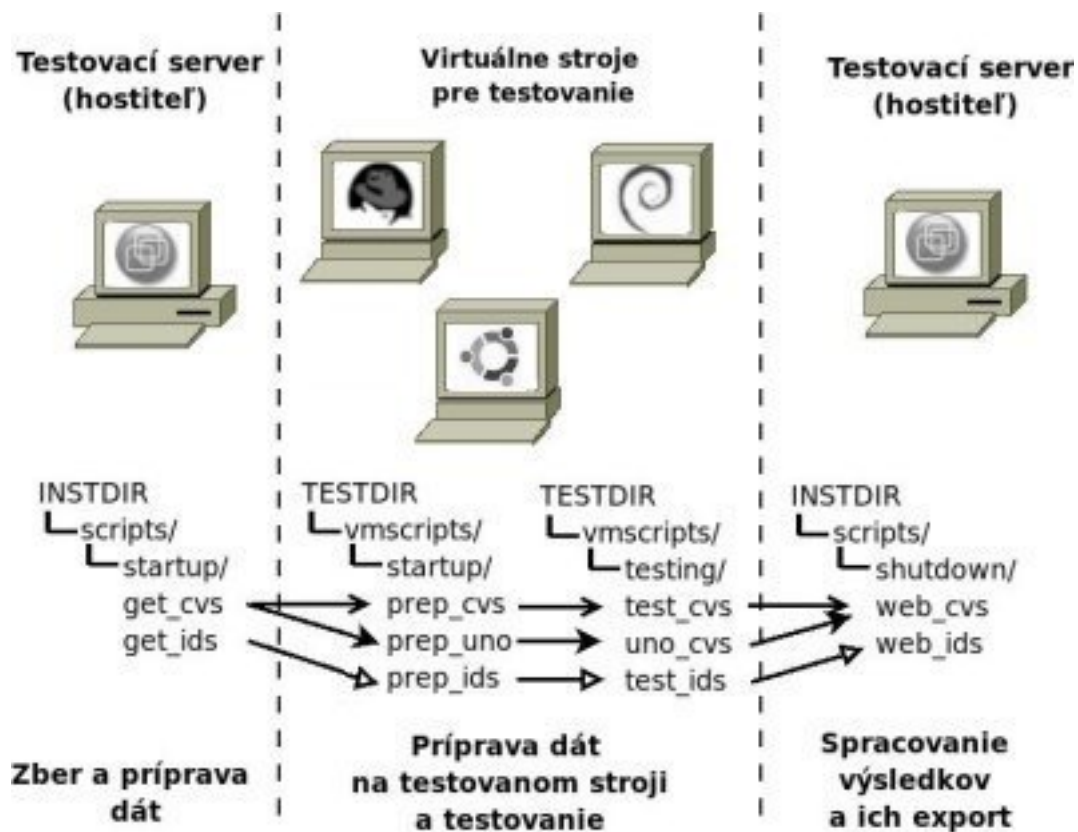 Testovací server
(hostiteľ)
Virtuálne stroje
pre testovanie
Testovací server
(hostiteľ)
INSTDIR
scripts/
startup/
get_cvs
get_ids
TESTDIR
vmscripts/
startup/
prep_cvs
prep_uno
prep_ids
TESTDIR
vmscripts/
testing/
test_cvs
uno_cvs
test_ids
INSTDIR
scripts/
shutdown/
web_cvs
web_ids
Zber a príprava
dát
Príprava dát
na testovanom stroji
a testovanie
Spracovanie
výsledkov
a ich export